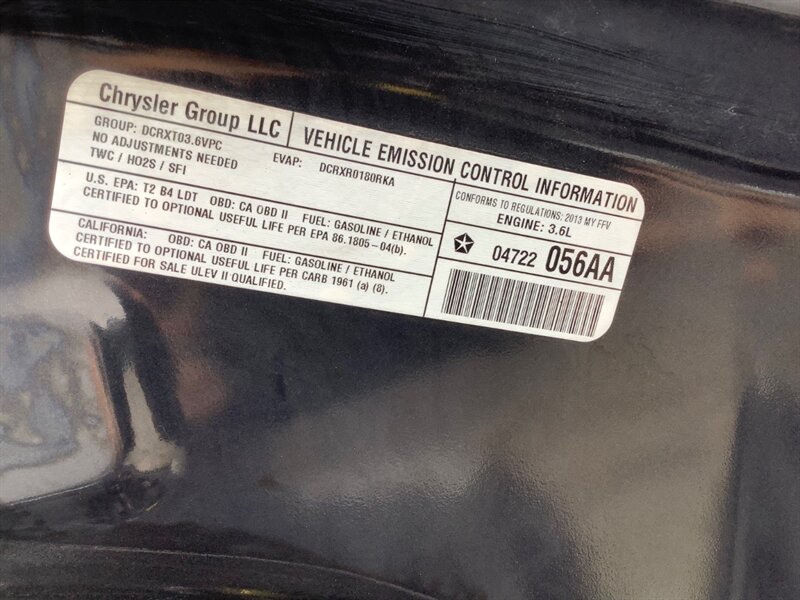 Chrysler Group LLC
VEHICLE EMISSION CONTROL INFORMATION
GROUP: DCRXT03.6VPC
EVAP: DCRXR0180RKA
NO ADJUSTMENTS NEEDED
TWC / HO2S / SFI
CONFORMS TO REGULATIONS: 2013 MY FFV
ENGINE: 3.6L
U.S. EPA: T2 B4 LDT OBD: CA OBD II FUEL: GASOLINE / ETHANOL
CERTIFIED TO OPTIONAL USEFUL LIFE PER EPA 86.1805-04(b).
CALIFORNIA: OBD: CA OBD II FUEL: GASOLINE / ETHANOL
CERTIFIED TO OPTIONAL USEFUL LIFE PER CARB 1961 (a) (8).
CERTIFIED FOR SALE ULEV II QUALIFIED.
04722 056AA